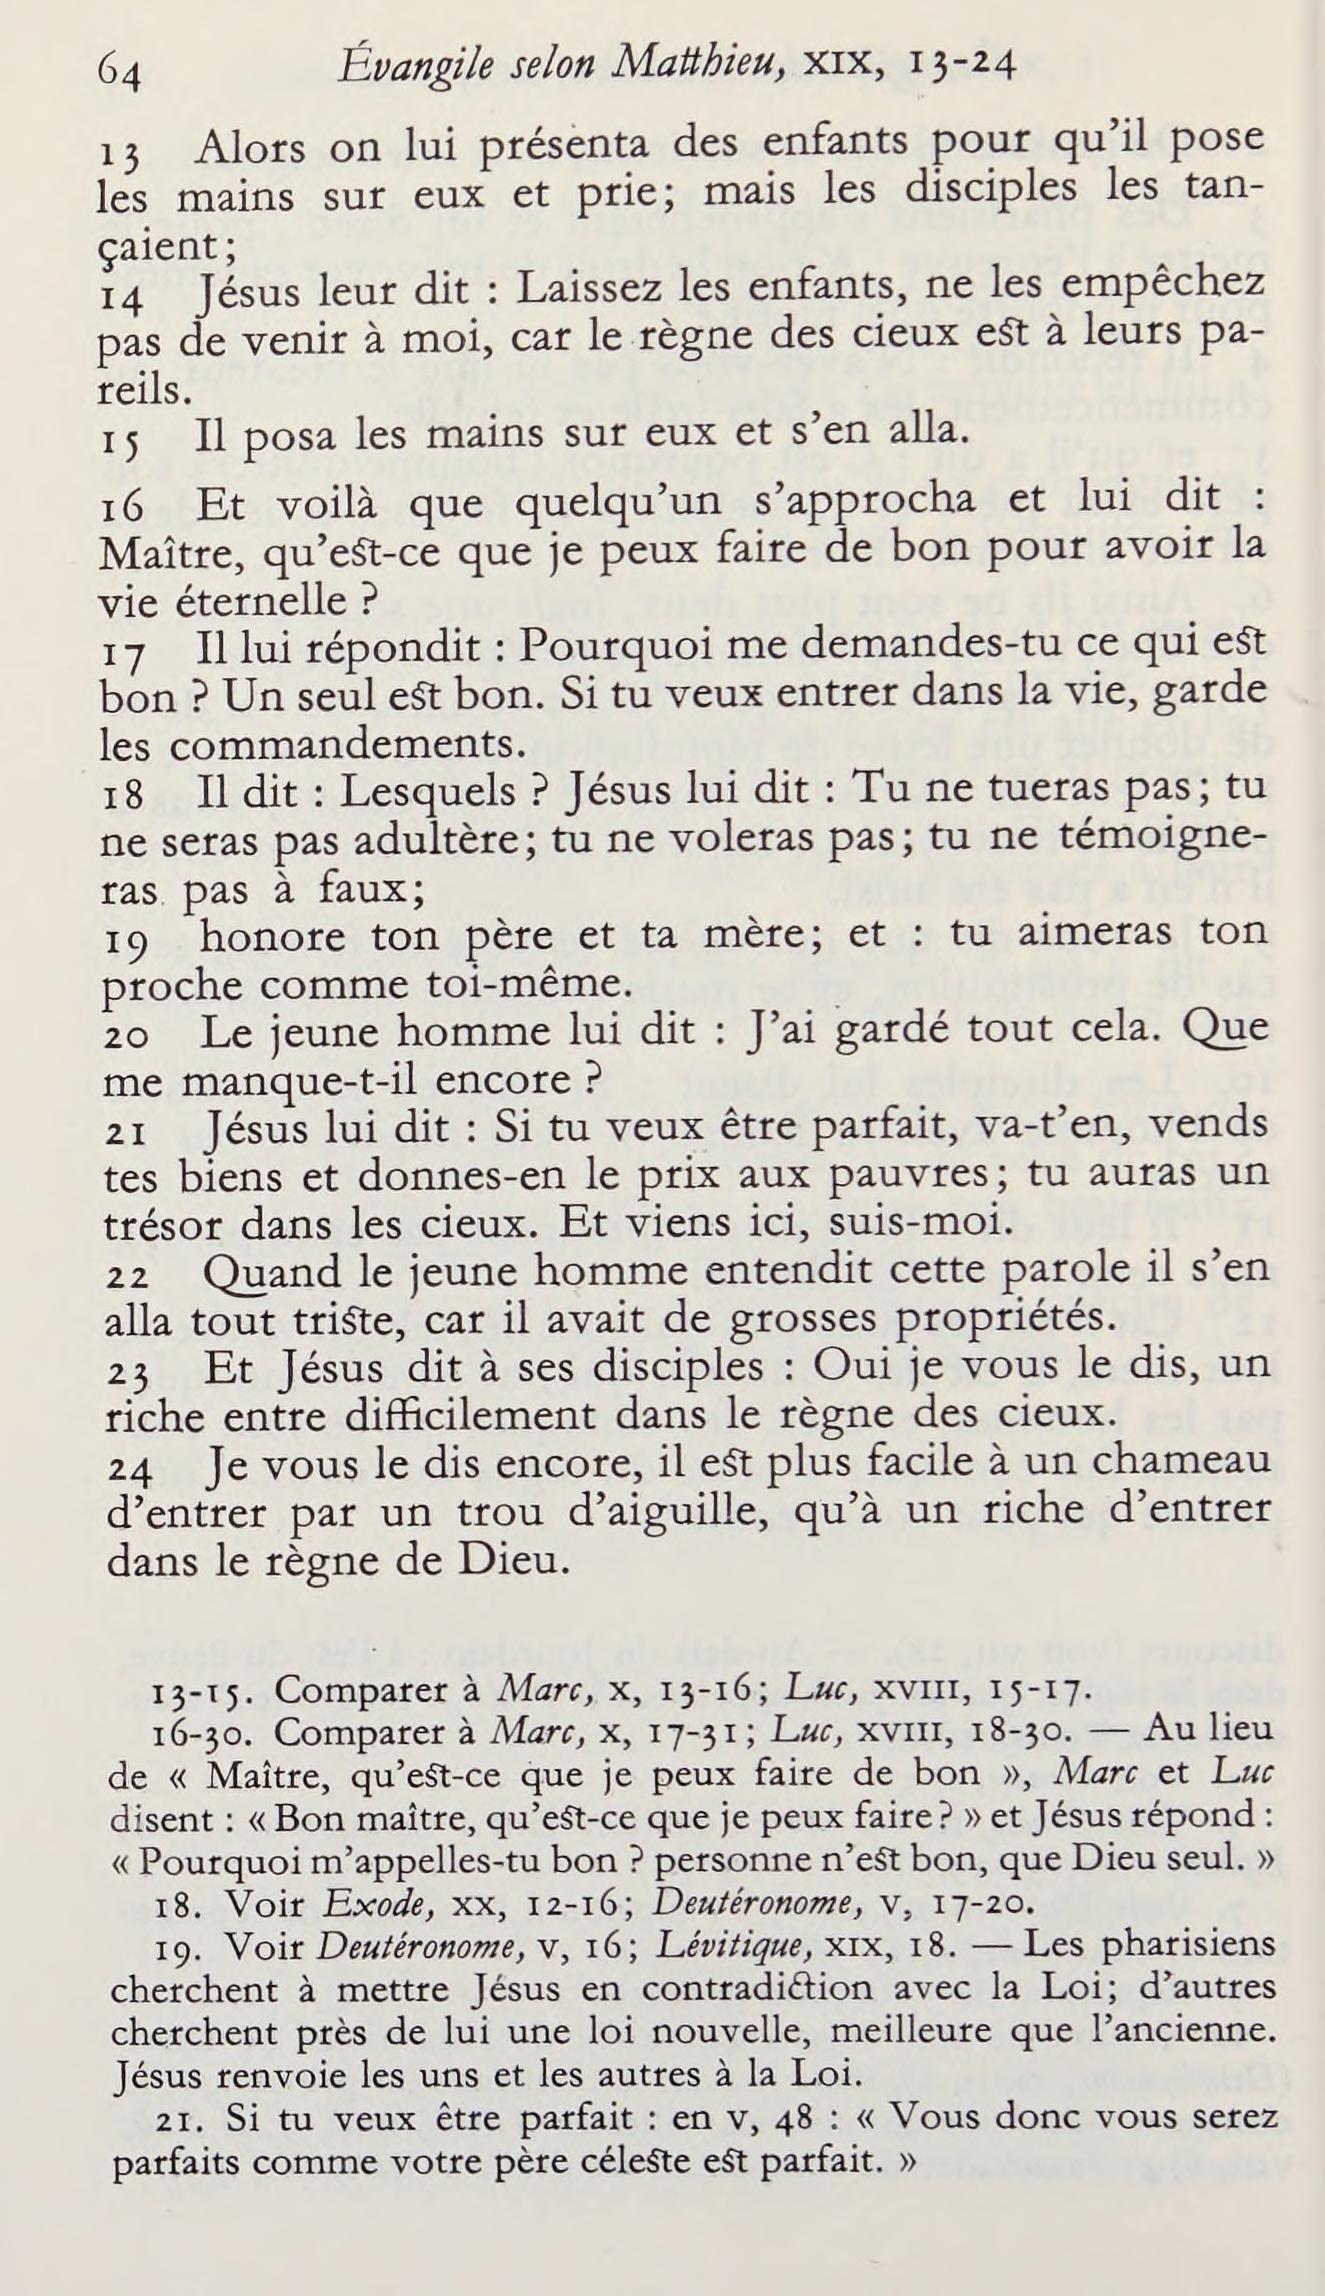 64 Évangile selon Matthieu, XIX, 13-24
13 Alors on lui présenta des enfants pour qu’il pose
les mains sur eux et prie; mais les disciples les tan-
çaient;
14 Jésus leur dit : Laissez les enfants, ne les empêchez
pas de venir à moi, car le règne des cieux est à leurs pa-
reils.
15 Il posa les mains sur eux et s’en alla.
16 Et voilà que quelqu’un s’approcha et lui dit :
Maître, qu’est-ce que je peux faire de bon pour avoir la
vie éternelle ?
17 Il lui répondit : Pourquoi me demandes-tu ce qui est
bon ? Un seul est bon. Si tu veux entrer dans la vie, garde
les commandements.
18 Il dit : Lesquels ? Jésus lui dit : Tu ne tueras pas; tu
ne seras pas adultère; tu ne voleras pas; tu ne témoigne-
ras pas à faux;
19 honore ton père et ta mère; et : tu aimeras ton
proche comme toi-même.
20 Le jeune homme lui dit : J’ai gardé tout cela. Que
me manque-t-il encore ?
21 Jésus lui dit : Si tu veux être parfait, va-t’en, vends
tes biens et donnes-en le prix aux pauvres; tu auras un
trésor dans les cieux. Et viens ici, suis-moi.
22 Quand le jeune homme entendit cette parole il s’en
alla tout triste, car il avait de grosses propriétés.
23 Et Jésus dit à ses disciples : Oui je vous le dis, un
riche entre difficilement dans le règne des cieux.
24 Je vous le dis encore, il est plus facile à un chameau
d’entrer par un trou d’aiguille, qu’à un riche d’entrer
dans le règne de Dieu.
13-15. Comparer à Marc, X, 13-16; Luc, XVIII, 15-17.
16-30. Comparer à Marc, X, 17-31; Luc, XVIII, 18-30. — Au lieu
de « Maître, qu’est-ce que je peux faire de bon », Marc et Luc
disent : « Bon maître, qu’est-ce que je peux faire? » et Jésus répond :
« Pourquoi m’appelles-tu bon ? personne n’est bon, que Dieu seul. »
18. Voir Exode, XX, 12-16; Deutéronome, V, 17-20.
19. Voir Deutéronome, V, 16; Lévitique, XIX, 18. — Les pharisiens
cherchent à mettre Jésus en contradiction avec la Loi; d’autres
cherchent près de lui une loi nouvelle, meilleure que l’ancienne.
Jésus renvoie les uns et les autres à la Loi.
21. Si tu veux être parfait : en V, 48 : « Vous donc vous serez
parfaits comme votre père céleste est parfait. »